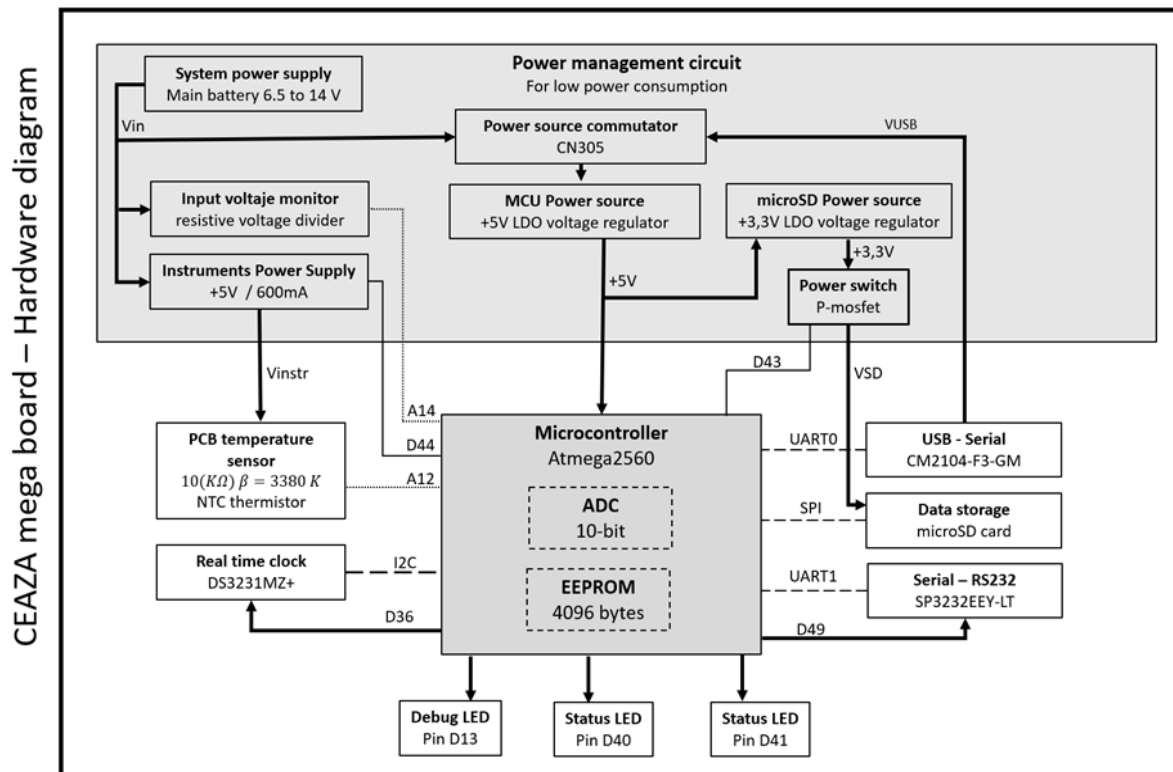 CEAZA mega board – Hardware diagram
Power management circuit
For low power consumption
System power supply
Main battery 6.5 to 14 V
Vin
Power source commutator
CN305
VUSB
Input voltaje monitor
resistive voltage divider
MCU Power source
+5V LDO voltage regulator
microSD Power source
+3,3V LDO voltage regulator
+3,3V
Instruments Power Supply
+5V / 600mA
+5V
Power switch
P-mosfet
Vinstr
D43
VSD
A14
D44
A12
PCB temperature
sensor
10(KΩ) β = 3380 K
NTC thermistor
Microcontroller
Atmega2560
ADC
10-bit
EEPROM
4096 bytes
UART0
USB - Serial
CM2104-F3-GM
SPI
Data storage
microSD card
Real time clock
DS3231MZ+
I2C
D36
UART1
Serial – RS232
SP3232EEY-LT
D49
Debug LED
Pin D13
Status LED
Pin D40
Status LED
Pin D41